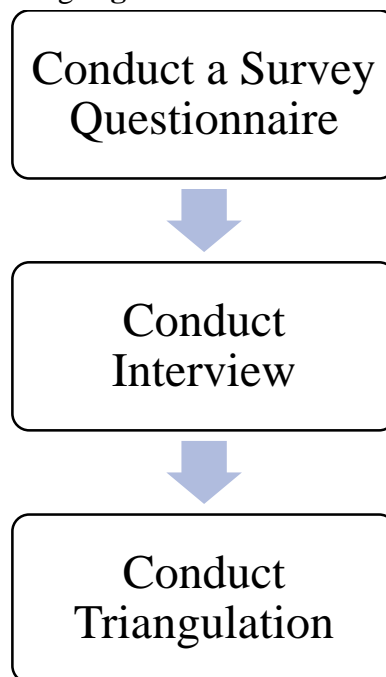 Conduct a Survey
Questionnaire
Conduct
Interview
Conduct
Triangulation